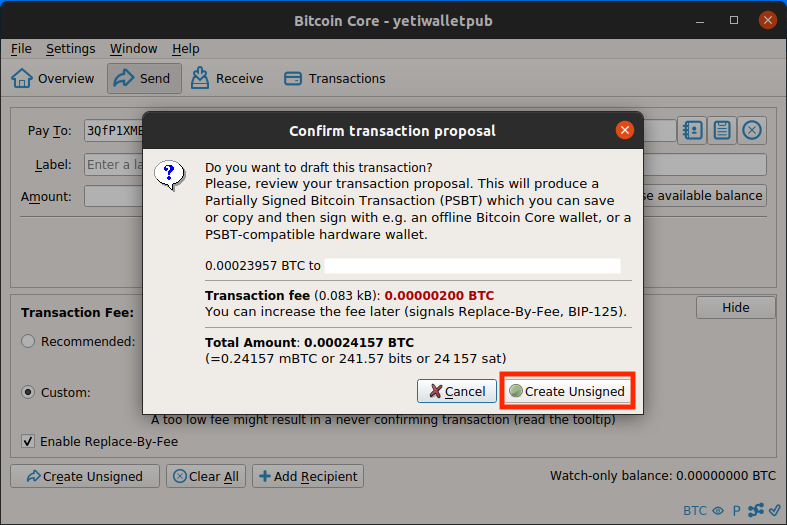 Bitcoin Core - yetiwalletpub
File Settings Window Help
Overview Send Receive Transactions
Pay To: 3QfP1XM
Label: Enter a la
Amount: se available balance
Confirm transaction proposal
Do you want to draft this transaction?
Please, review your transaction proposal. This will produce a
Partially Signed Bitcoin Transaction (PSBT) which you can save
or copy and then sign with e.g. an offline Bitcoin Core wallet, or a
PSBT-compatible hardware wallet.
0.00023957 BTC to
Transaction fee (0.083 kB): 0.00000200 BTC
You can increase the fee later (signals Replace-By-Fee, BIP-125).
Total Amount: 0.00024157 BTC
(=0.24157 mBTC or 241.57 bits or 24 157 sat)
Cancel Create Unsigned
Transaction Fee: Hide
Recommended:
Custom:
A too low fee might result in a never confirming transaction (read the tooltip)
Enable Replace-By-Fee
Create Unsigned Clear All Add Recipient Watch-only balance: 0.00000000 BTC
BTC P